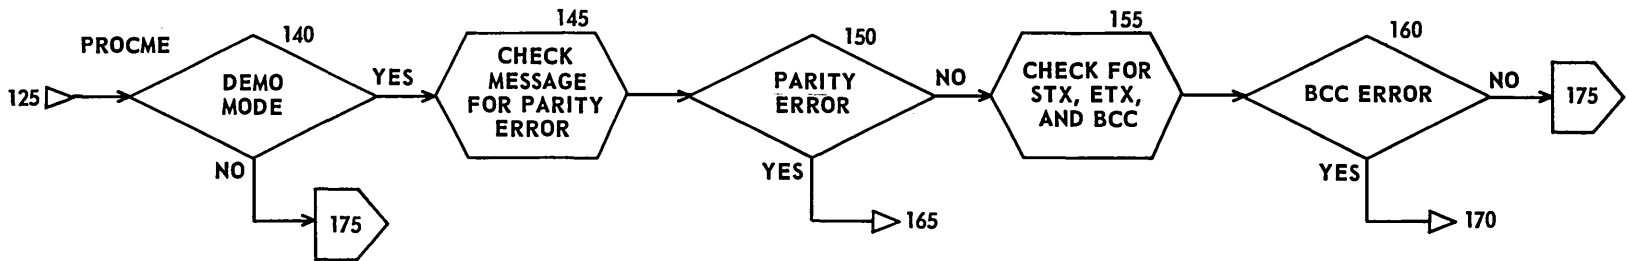 PROCME
125
140
DEMO
MODE
YES
NO
175
145
CHECK
MESSAGE
FOR PARITY
ERROR
150
PARITY
ERROR
NO
YES
165
155
CHECK FOR
STX, ETX,
AND BCC
160
BCC ERROR
NO
175
YES
170